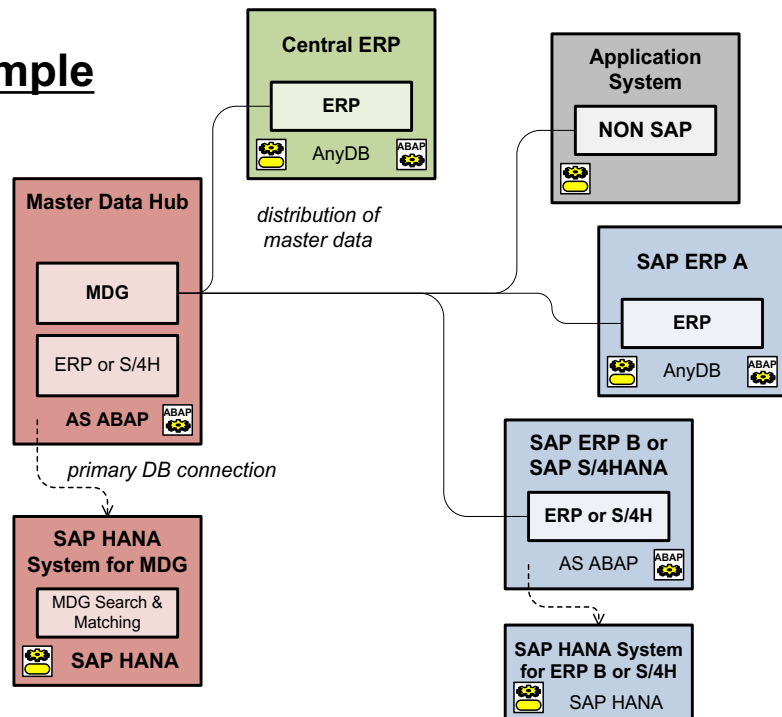 mple
Central ERP
ERP
AnyDB
ABAP
Application
System
NON SAP
Master Data Hub
MDG
ERP or S/4H
AS ABAP
ABAP
distribution of
master data
SAP ERP A
ERP
AnyDB
ABAP
primary DB connection
SAP ERP B or
SAP S/4HANA
ERP or S/4H
AS ABAP
ABAP
SAP HANA
System for MDG
MDG Search &
Matching
SAP HANA
SAP HANA System
for ERP B or S/4H
SAP HANA